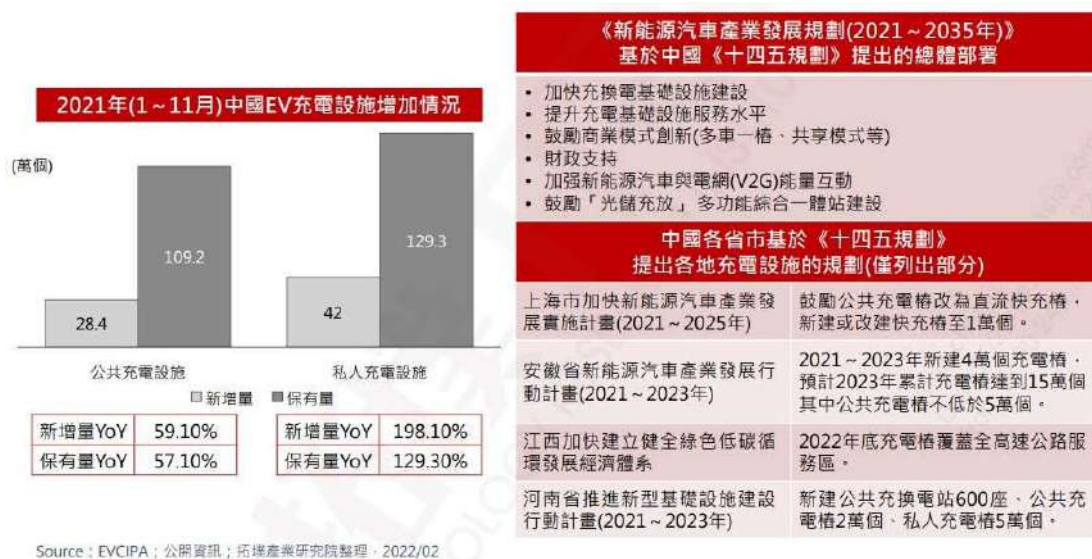 2021年(1～11月)中國EV充電設施增加情況
(萬個)
109.2
28.4
129.3
42
公共充電設施
私人充電設施
新增量 保有量
新增量YoY 59.10%
保有量YoY 57.10%
新增量YoY 198.10%
保有量YoY 129.30%
Source：EVCIPA；公開資訊；拓墣產業研究院整理，2022/02
《新能源汽車產業發展規劃(2021～2035年)》
基於中國《十四五規劃》提出的總體部署
• 加快充換電基礎設施建設
• 提升充電基礎設施服務水平
• 鼓勵商業模式創新(多車一樁、共享模式等)
• 財政支持
• 加强新能源汽車與電網(V2G)能量互動
• 鼓勵「光儲充放」多功能綜合一體站建設
中國各省市基於《十四五規劃》
提出各地充電設施的規劃(僅列出部分)
上海市加快新能源汽車產業發
展實施計畫(2021～2025年)
鼓勵公共充電樁改為直流快充樁，
新建或改建快充樁至1萬個。
安徽省新能源汽車產業發展行
動計畫(2021～2023年)
2021～2023年新建4萬個充電樁，
預計2023年累計充電樁達到15萬個
其中公共充電樁不低於5萬個。
江西加快建立健全綠色低碳循
環發展經濟體系
2022年底充電樁覆蓋全高速公路服
務區。
河南省推進新型基礎設施建設
行動計畫(2021～2023年)
新建公共充換電站600座、公共充
電樁2萬個、私人充電樁5萬個。